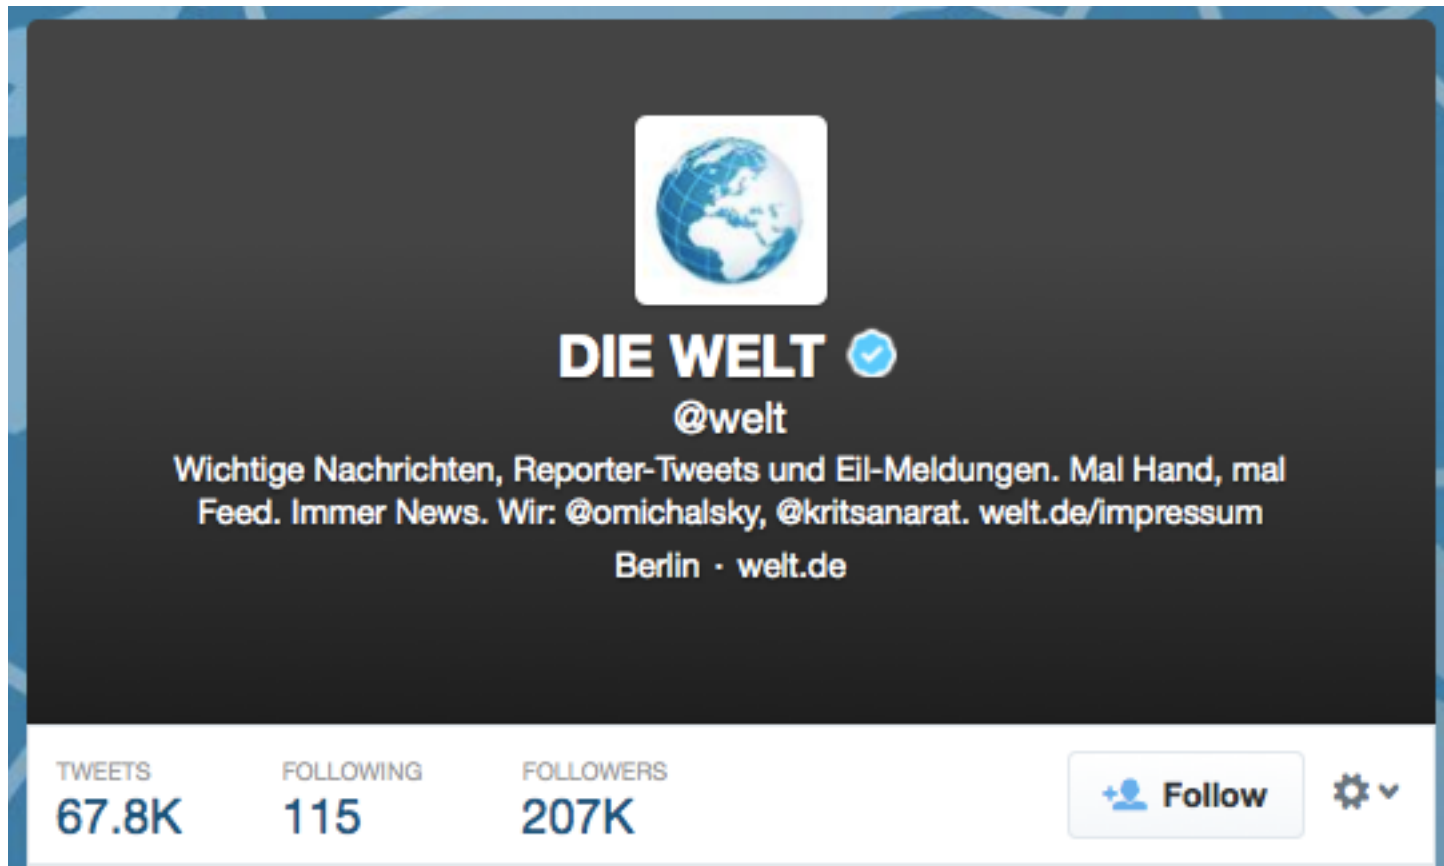 DIE WELT
@welt
Wichtige Nachrichten, Reporter-Tweets und Eil-Meldungen. Mal Hand, mal
Feed. Immer News. Wir: @omichalsky, @kritsanarat. welt.de/impressum
Berlin · welt.de
TWEETS FOLLOWING FOLLOWERS
67.8K 115 207K Follow